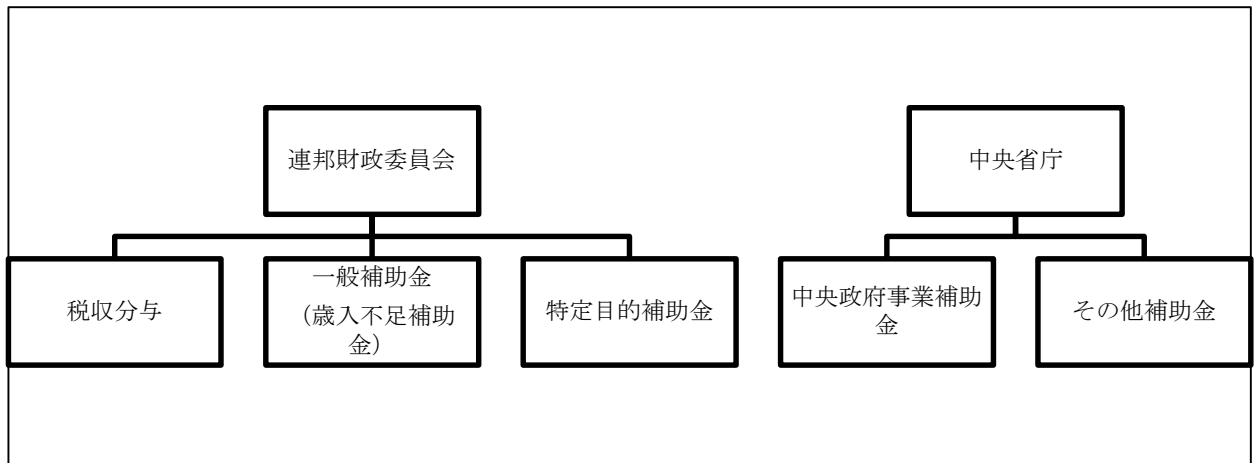 連邦財政委員会
中央省庁
税収分与
一般補助金
（歳入不足補助
金）
特定目的補助金
中央政府事業補助
金
その他補助金